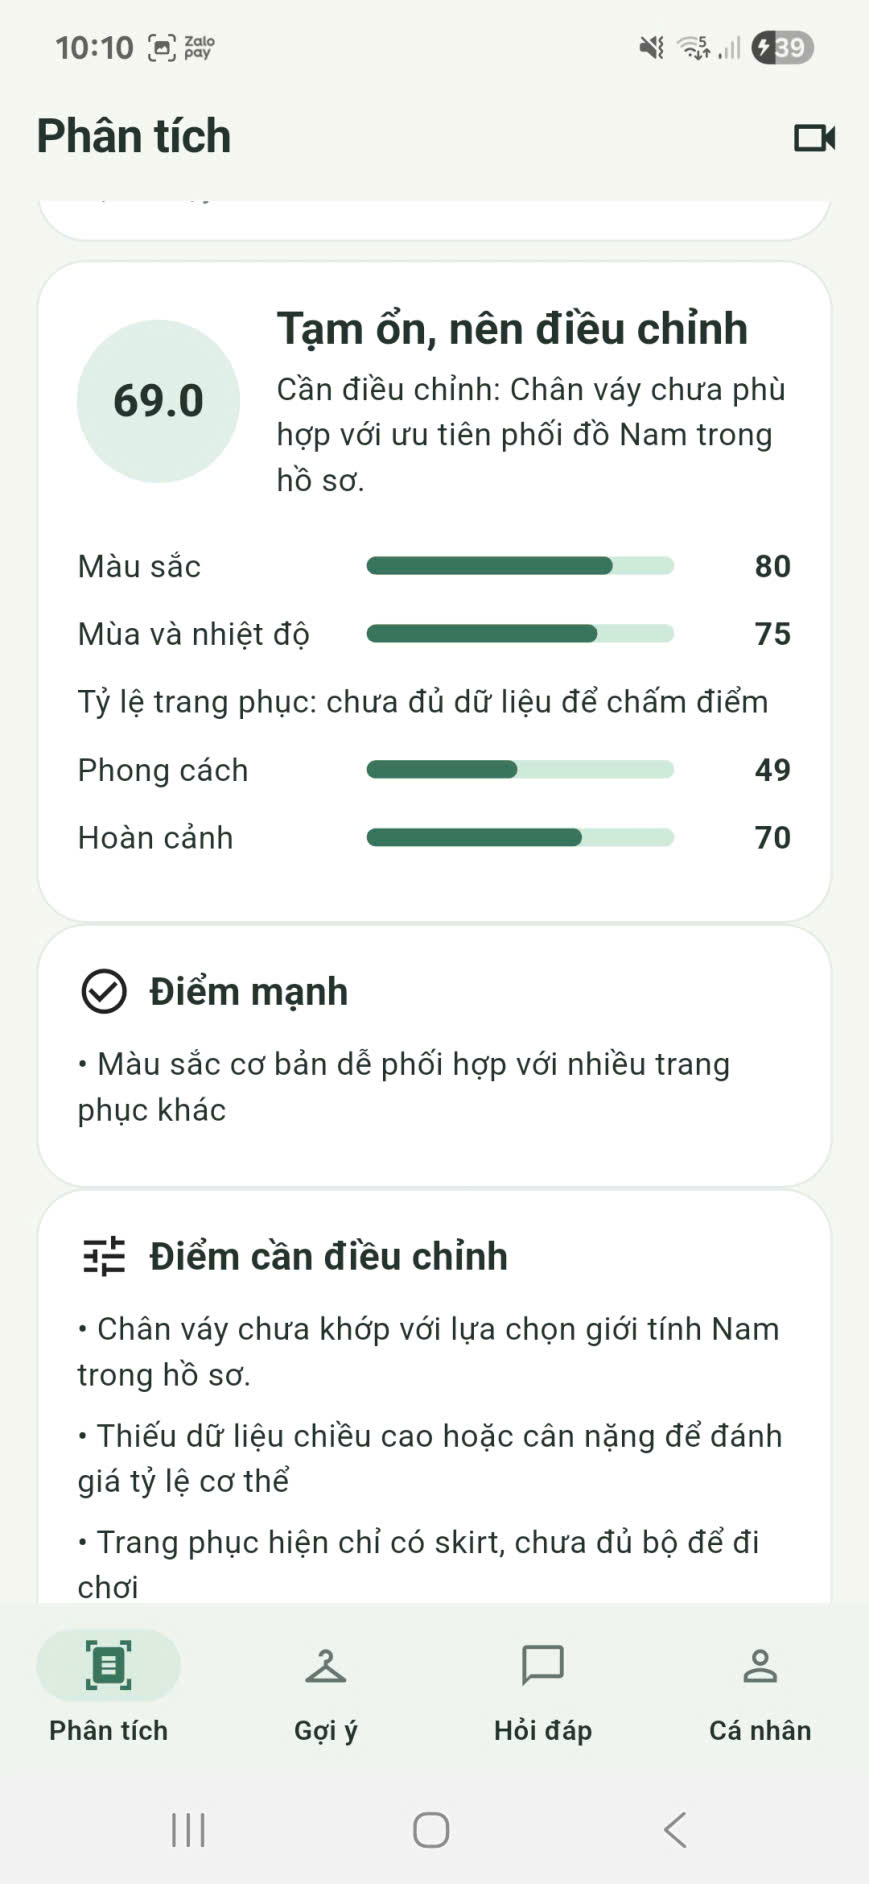 10:10 Zalo pay 5 39
Phân tích
69.0
Tạm ổn, nên điều chỉnh
Cần điều chỉnh: Chân váy chưa phù
hợp với ưu tiên phối đồ Nam trong
hồ sơ.
Màu sắc 80
Mùa và nhiệt độ 75
Tỷ lệ trang phục: chưa đủ dữ liệu để chấm điểm
Phong cách 49
Hoàn cảnh 70
Điểm mạnh
• Màu sắc cơ bản dễ phối hợp với nhiều trang
phục khác
Điểm cần điều chỉnh
• Chân váy chưa khớp với lựa chọn giới tính Nam
trong hồ sơ.
• Thiếu dữ liệu chiều cao hoặc cân nặng để đánh
giá tỷ lệ cơ thể
• Trang phục hiện chỉ có skirt, chưa đủ bộ để đi
chơi
Phân tích Gợi ý Hỏi đáp Cá nhân